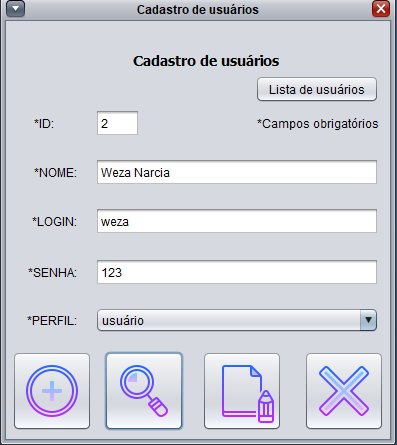 Cadastro de usuários
Cadastro de usuários
Lista de usuários
*ID: 2 *Campos obrigatórios
*NOME: Weza Narcia
*LOGIN: weza
*SENHA: 123
*PERFIL: usuário